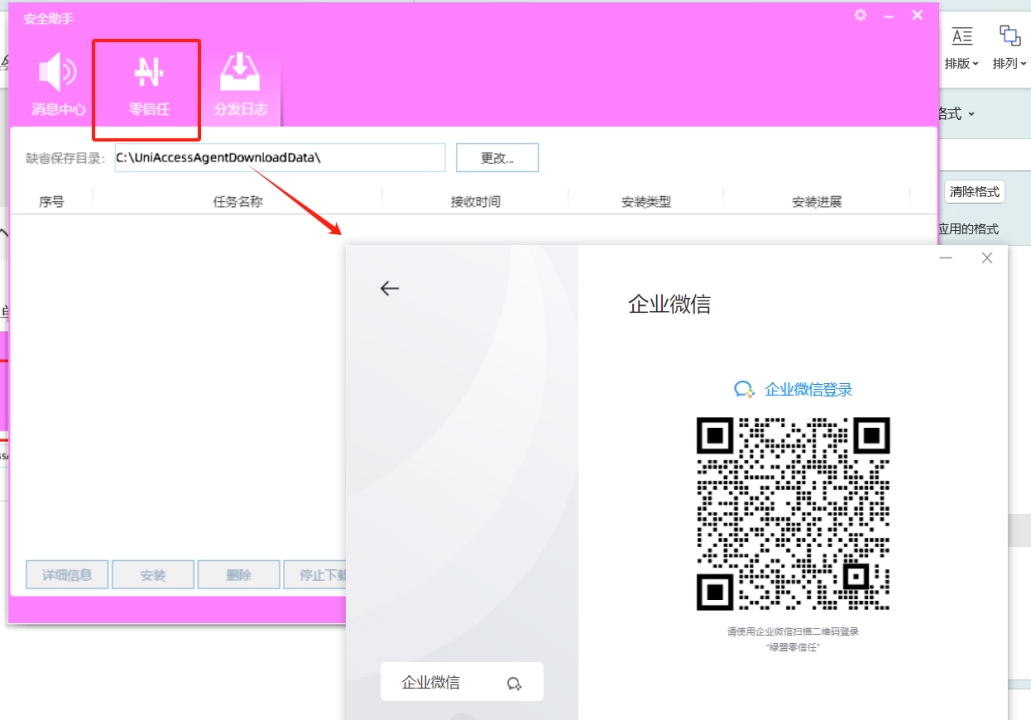 安全助手
消息中心
零信任
分发日志
排版
排列
格式
缺省保存目录:
C:\UniAccessAgentDownloadData\
更改...
清除格式
序号
任务名称
接收时间
安装类型
安装进展
应用的格式
企业微信
企业微信登录
详细信息
安装
删除
停止下载
请使用企业微信扫描二维码登录
“绿盟零信任”
企业微信